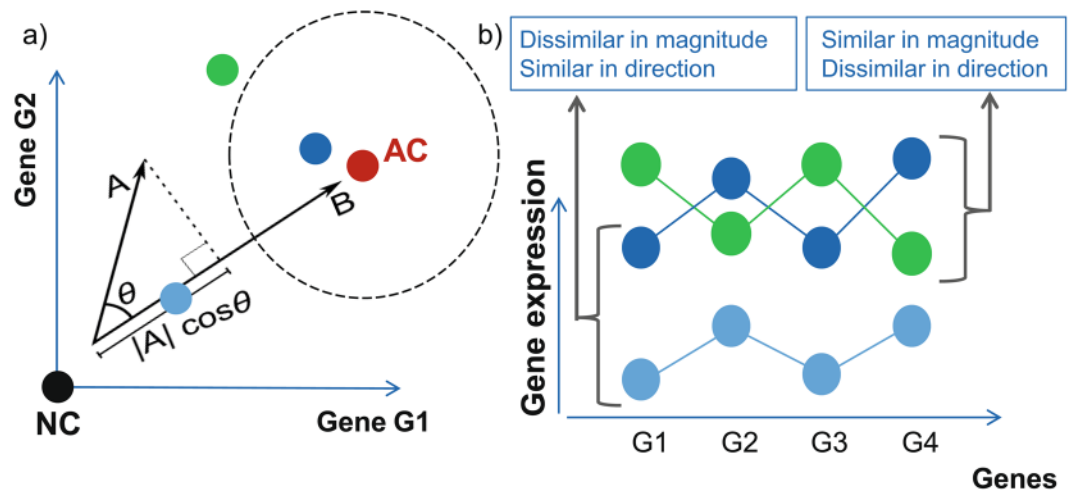 a)
Gene G2
A
θ
|A| cosθ
B
AC
NC
Gene G1
b)
Dissimilar in magnitude
Similar in direction
Similar in magnitude
Dissimilar in direction
Gene expression
G1 G2 G3 G4
Genes